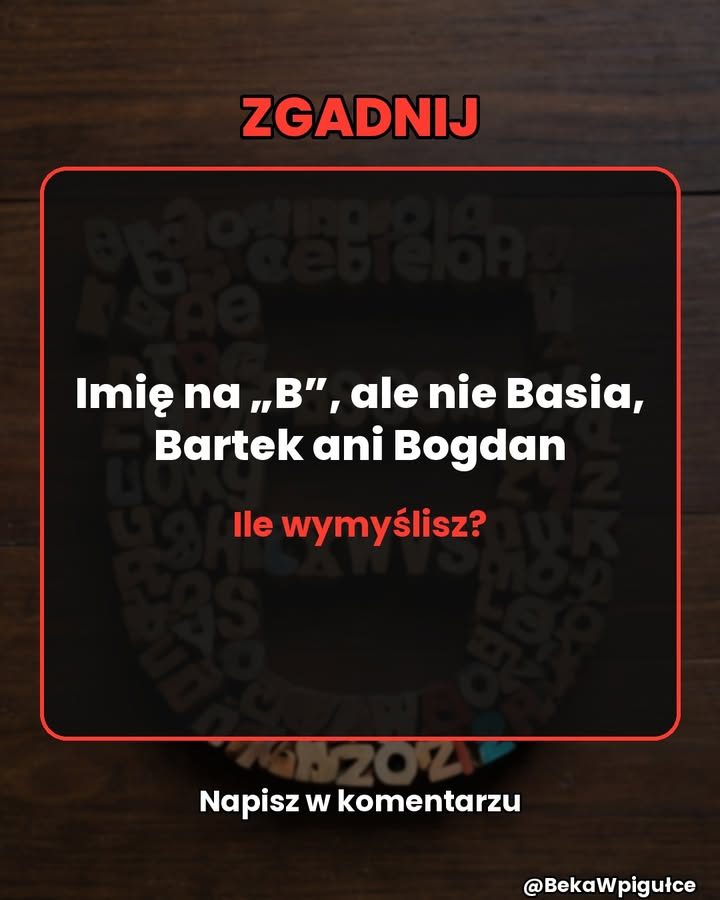 ZGADNIJ
Imię na „B”, ale nie Basia,
Bartek ani Bogdan
Ile wymyślisz?
Napisz w komentarzu
@BekaWpigułce